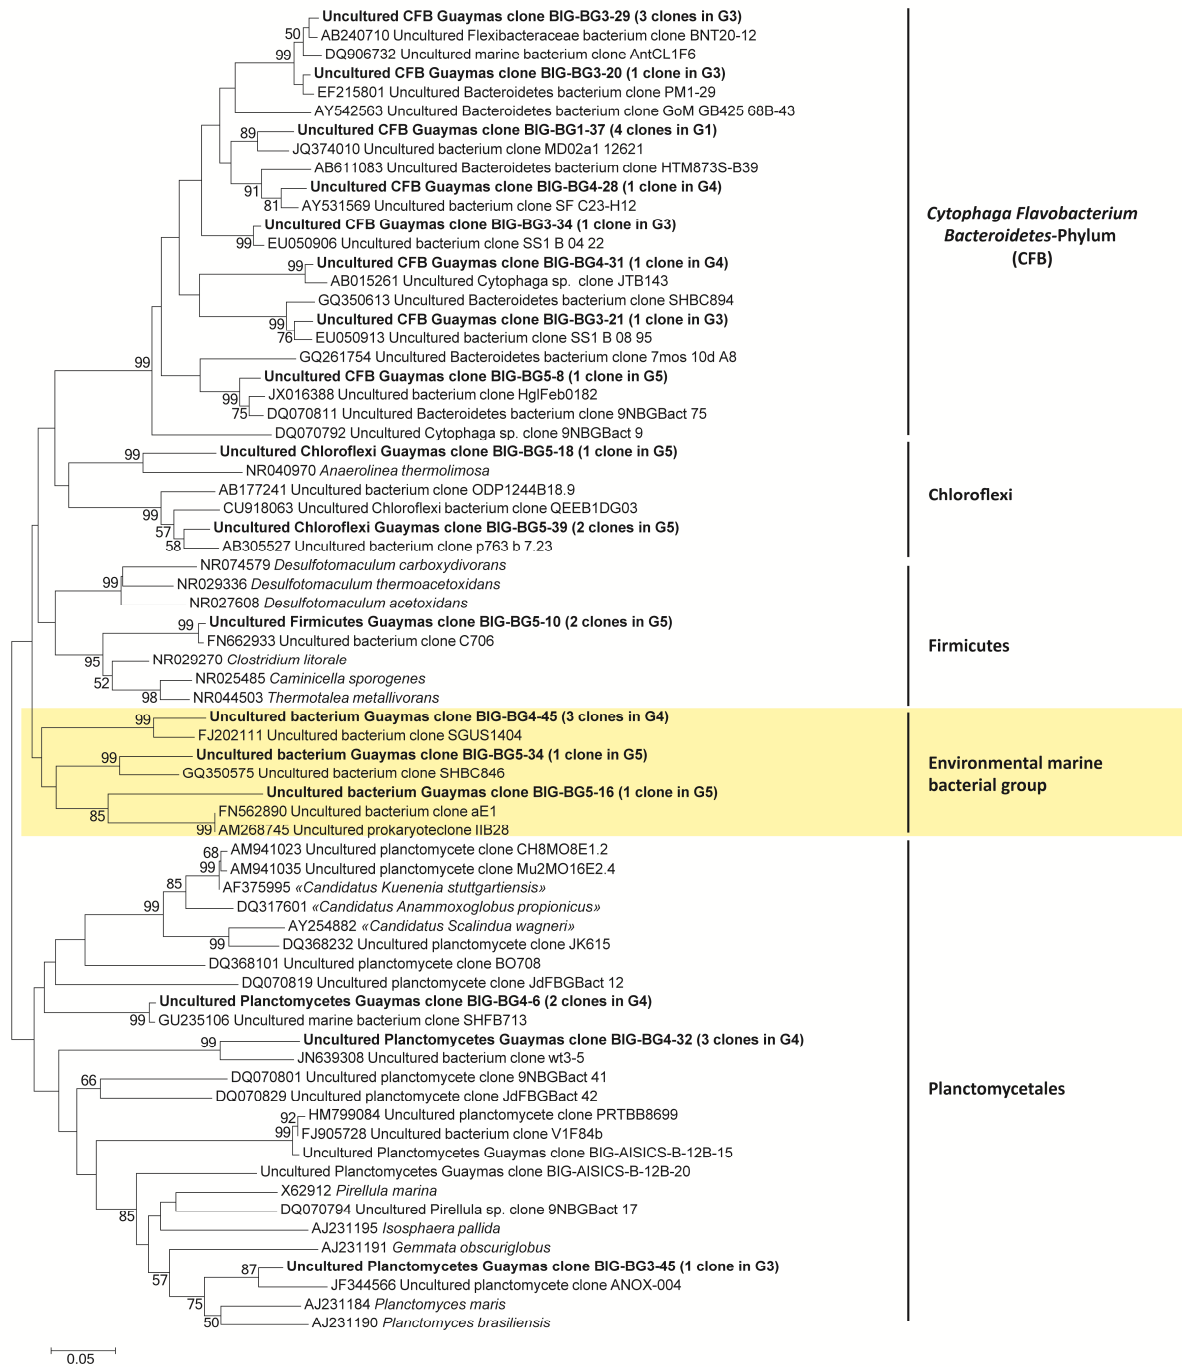 Uncultured CFB Guaymas clone BIG-BG3-29 (3 clones in G3)
50
AB240710 Uncultured Flexibacteraceae bacterium clone BNT20-12
99
DQ906732 Uncultured marine bacterium clone AntCL1F6
Uncultured CFB Guaymas clone BIG-BG3-20 (1 clone in G3)
EF215801 Uncultured Bacteroidetes bacterium clone PM1-29
AY542563 Uncultured Bacteroidetes bacterium clone GoM GB425 68B-43
89
Uncultured CFB Guaymas clone BIG-BG1-37 (4 clones in G1)
JQ374010 Uncultured bacterium clone MD02a1 12621
AB611083 Uncultured Bacteroidetes bacterium clone HTM873S-B39
91
Uncultured CFB Guaymas clone BIG-BG4-28 (1 clone in G4)
81
AY531569 Uncultured bacterium clone SF C23-H12
Uncultured CFB Guaymas clone BIG-BG3-34 (1 clone in G3)
99
EU050906 Uncultured bacterium clone SS1 B 04 22
Cytophaga Flavobacterium
Bacteroidetes-Phylum
(CFB)
99
Uncultured CFB Guaymas clone BIG-BG4-31 (1 clone in G4)
AB015261 Uncultured Cytophaga sp. clone JTB143
GQ350613 Uncultured Bacteroidetes bacterium clone SHBC894
99
Uncultured CFB Guaymas clone BIG-BG3-21 (1 clone in G3)
76
EU050913 Uncultured bacterium clone SS1 B 08 95
99
GQ261754 Uncultured Bacteroidetes bacterium clone 7mos 10d A8
Uncultured CFB Guaymas clone BIG-BG5-8 (1 clone in G5)
99
JX016388 Uncultured bacterium clone HglFeb0182
75
DQ070811 Uncultured Bacteroidetes bacterium clone 9NBGBact 75
DQ070792 Uncultured Cytophaga sp. clone 9NBGBact 9
99
Uncultured Chloroflexi Guaymas clone BIG-BG5-18 (1 clone in G5)
NR040970 Anaerolinea thermolimosa
AB177241 Uncultured bacterium clone ODP1244B18.9
Chloroflexi
99
CU918063 Uncultured Chloroflexi bacterium clone QEEB1DG03
57
Uncultured Chloroflexi Guaymas clone BIG-BG5-39 (2 clones in G5)
58
AB305527 Uncultured bacterium clone p763 b 7.23
NR074579 Desulfotomaculum carboxydivorans
99
NR029336 Desulfotomaculum thermoacetoxidans
NR027608 Desulfotomaculum acetoxidans
99
Uncultured Firmicutes Guaymas clone BIG-BG5-10 (2 clones in G5)
FN662933 Uncultured bacterium clone C706
Firmicutes
95
NR029270 Clostridium litorale
52
NR025485 Caminicella sporogenes
98
NR044503 Thermotalea metallivorans
99
Uncultured bacterium Guaymas clone BIG-BG4-45 (3 clones in G4)
FJ202111 Uncultured bacterium clone SGUS1404
99
Uncultured bacterium Guaymas clone BIG-BG5-34 (1 clone in G5)
GQ350575 Uncultured bacterium clone SHBC846
Environmental marine
bacterial group
Uncultured bacterium Guaymas clone BIG-BG5-16 (1 clone in G5)
85
FN562890 Uncultured bacterium clone aE1
99
AM268745 Uncultured prokaryoteclone IIB28
68
AM941023 Uncultured planctomycete clone CH8MO8E1.2
99
AM941035 Uncultured planctomycete clone Mu2MO16E2.4
85
AF375995 «Candidatus Kuenenia stuttgartiensis»
99
DQ317601 «Candidatus Anammoxoglobus propionicus»
AY254882 «Candidatus Scalindua wagneri»
99
DQ368232 Uncultured planctomycete clone JK615
DQ368101 Uncultured planctomycete clone BO708
DQ070819 Uncultured planctomycete clone JdFBGBact 12
Uncultured Planctomycetes Guaymas clone BIG-BG4-6 (2 clones in G4)
99
GU235106 Uncultured marine bacterium clone SHFB713
99
Uncultured Planctomycetes Guaymas clone BIG-BG4-32 (3 clones in G4)
JN639308 Uncultured bacterium clone wt3-5
66
DQ070801 Uncultured planctomycete clone 9NBGBact 41
Planctomycetales
DQ070829 Uncultured planctomycete clone JdFBGBact 42
92
HM799084 Uncultured planctomycete clone PRTBB8699
99
FJ905728 Uncultured bacterium clone V1F84b
Uncultured Planctomycetes Guaymas clone BIG-AISICS-B-12B-15
Uncultured Planctomycetes Guaymas clone BIG-AISICS-B-12B-20
X62912 Pirellula marina
85
DQ070794 Uncultured Pirellula sp. clone 9NBGBact 17
AJ231195 Isosphaera pallida
AJ231191 Gemmata obscuriglobus
87
Uncultured Planctomycetes Guaymas clone BIG-BG3-45 (1 clone in G3)
57
JF344566 Uncultured planctomycete clone ANOX-004
75
AJ231184 Planctomyces maris
50
AJ231190 Planctomyces brasiliensis
0.05